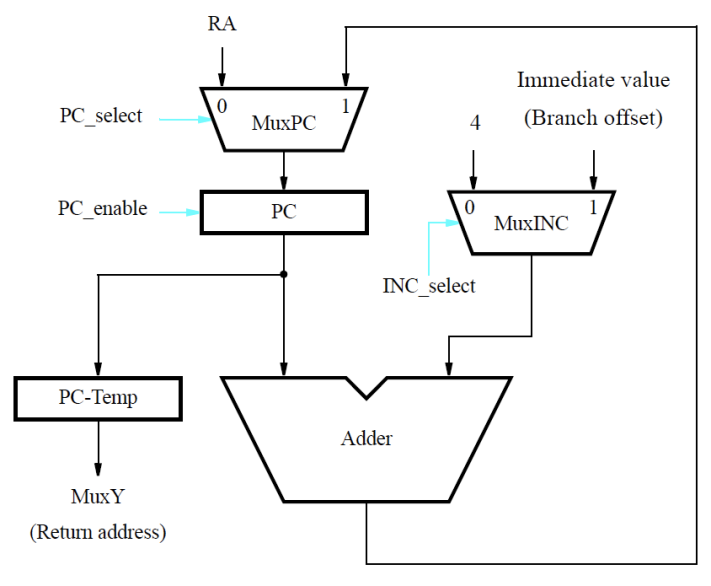 RA
Immediate value
(Branch offset)
4
PC_select
0
1
MuxPC
PC_enable
PC
0
1
MuxINC
INC_select
PC-Temp
Adder
MuxY
(Return address)